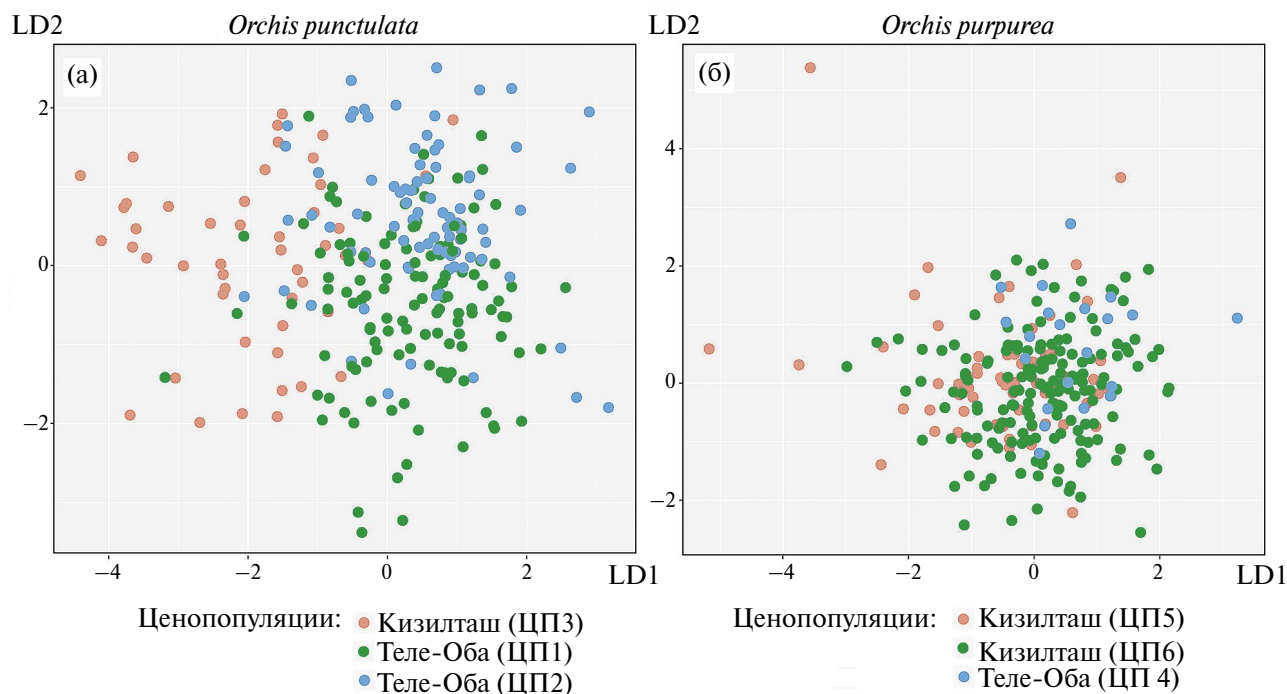 LD2 Orchis punctulata
(а)
2
0
−2
−4 −2 0 2
LD1
Ценопопуляции: Кизилташ (ЦП3)
Теле-Оба (ЦП1)
Теле-Оба (ЦП2)
LD2 Orchis purpurea
(б)
4
2
0
−2
−4 −2 0 2
LD1
Ценопопуляции: Кизилташ (ЦП5)
Кизилташ (ЦП6)
Теле-Оба (ЦП 4)